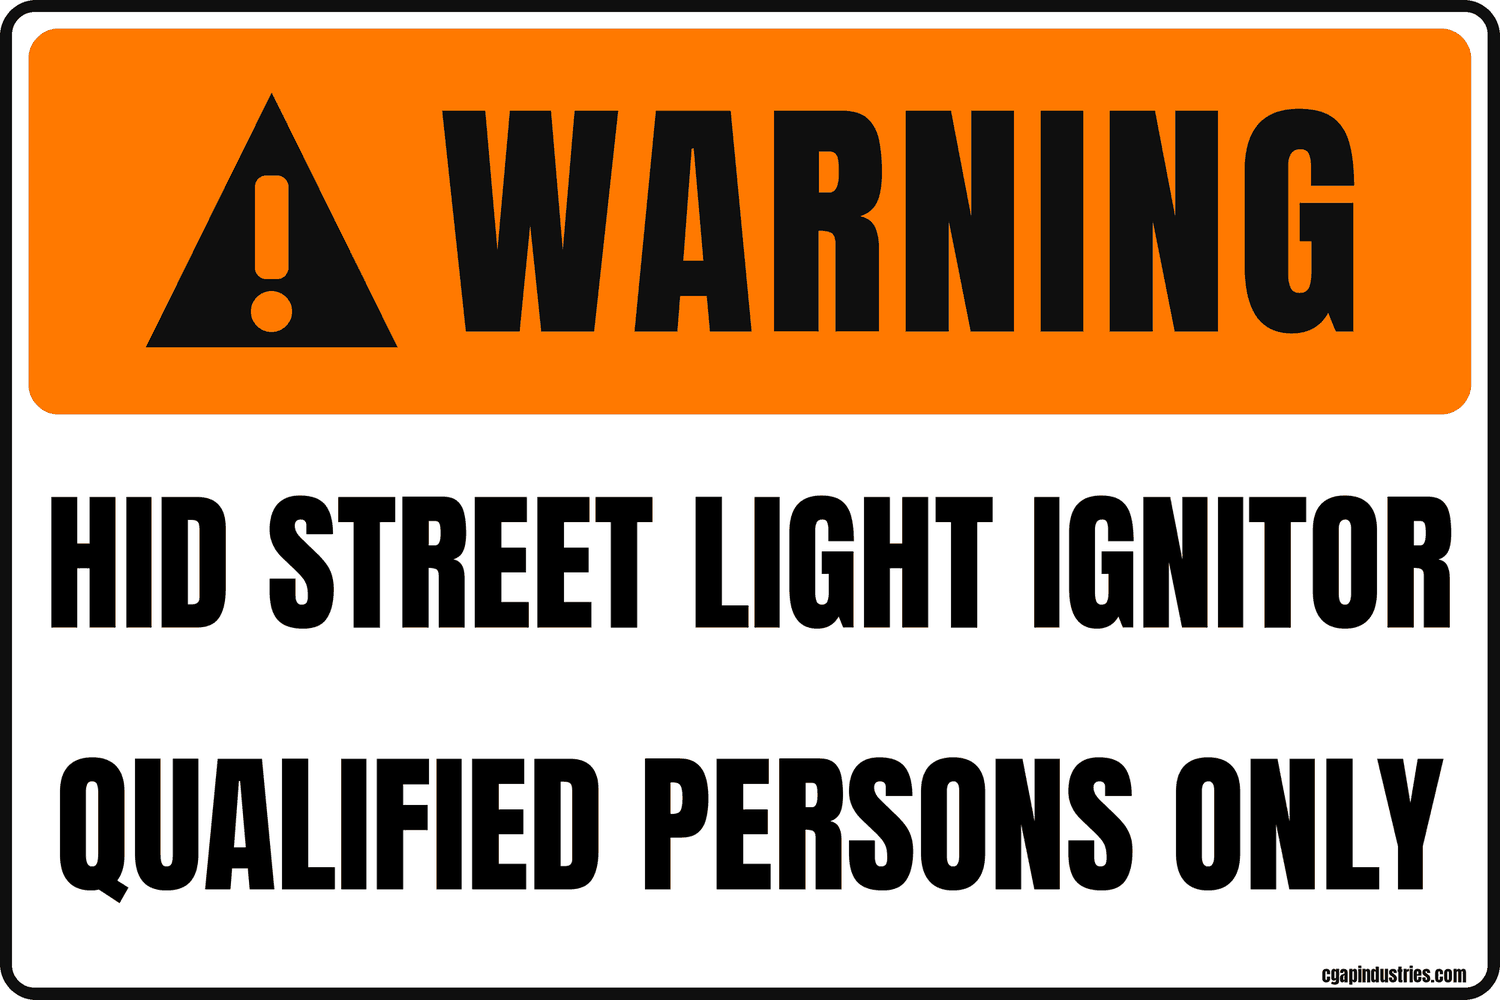 WARNING
HID STREET LIGHT IGNITOR
QUALIFIED PERSONS ONLY
cgapindustries.com